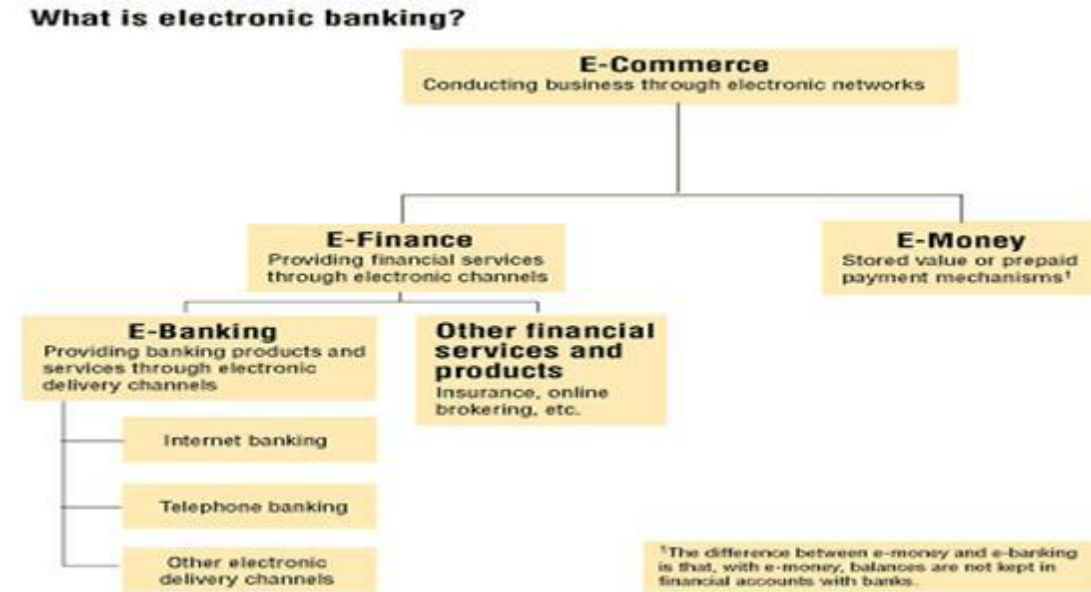 What is electronic banking?
E-Commerce
Conducting business through electronic networks
E-Finance
Providing financial services
through electronic channels
E-Money
Stored value or prepaid
payment mechanisms¹
E-Banking
Providing banking products and
services through electronic
delivery channels
Other financial
services and
products
Insurance, online
brokering, etc.
Internet banking
Telephone banking
Other electronic
delivery channels
¹The difference between e-money and e-banking
is that, with e-money, balances are not kept in
financial accounts with banks.